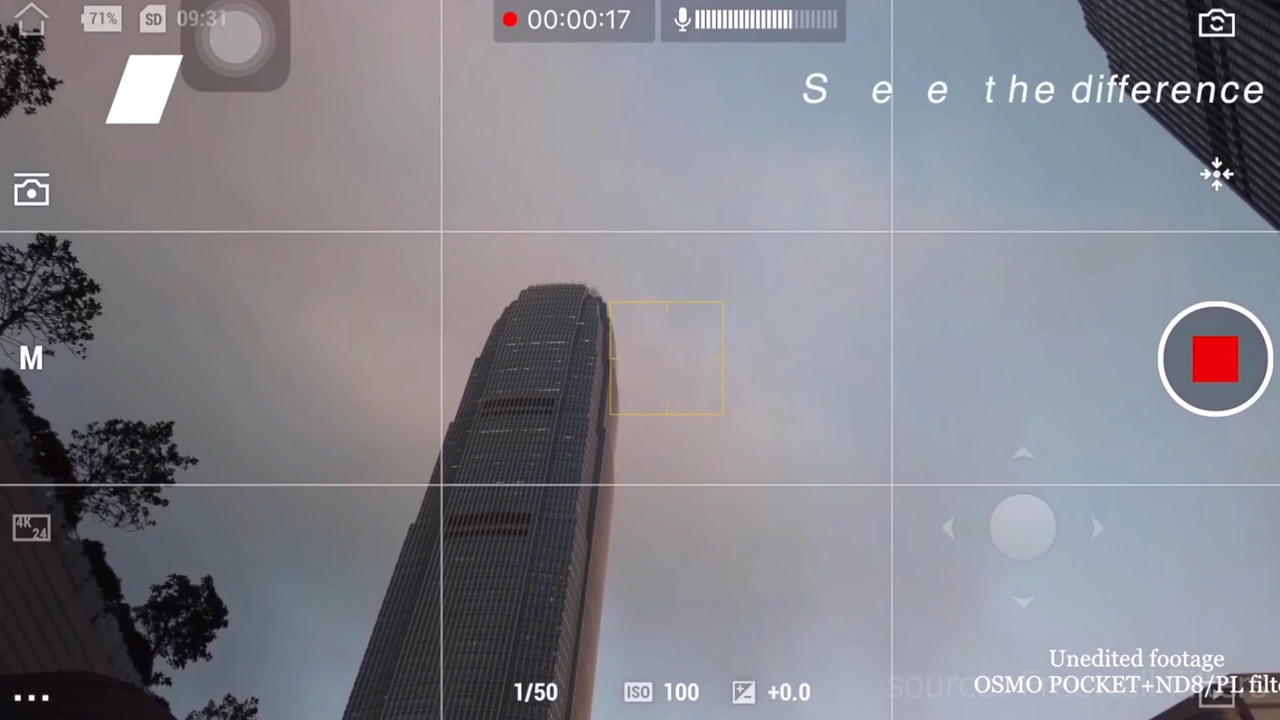 71% SD 09:31
00:00:17
See the difference
M
4K
24
1/50 ISO 100 +0.0
Unedited footage
OSMO POCKET+ND8/PL